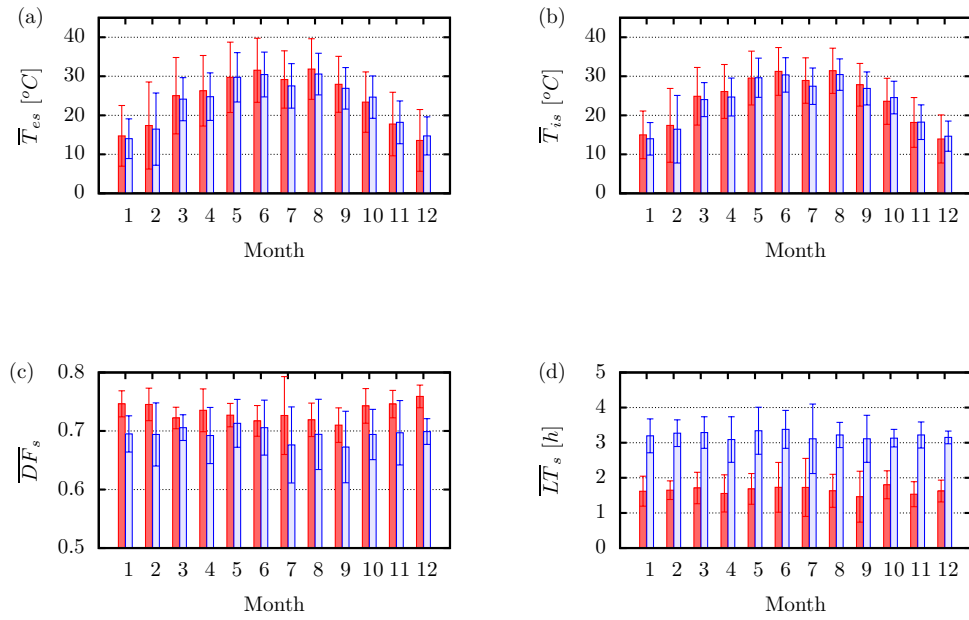 (a)
T̅es [°C]
40
30
20
10
0
1 2 3 4 5 6 7 8 9 10 11 12
Month
(b)
T̅is [°C]
40
30
20
10
0
1 2 3 4 5 6 7 8 9 10 11 12
Month
(c)
D̅F̅s
0.8
0.7
0.6
0.5
1 2 3 4 5 6 7 8 9 10 11 12
Month
(d)
L̅T̅s [h]
5
4
3
2
1
0
1 2 3 4 5 6 7 8 9 10 11 12
Month